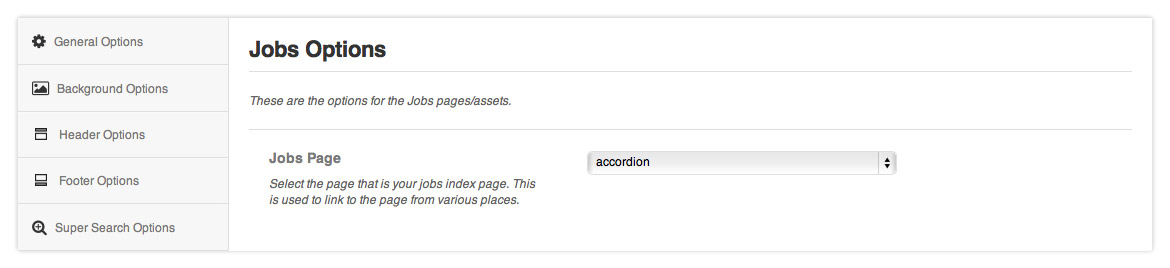 General Options
Background Options
Header Options
Footer Options
Super Search Options
Jobs Options
These are the options for the Jobs pages/assets.
Jobs Page
accordion
Select the page that is your jobs index page. This
is used to link to the page from various places.